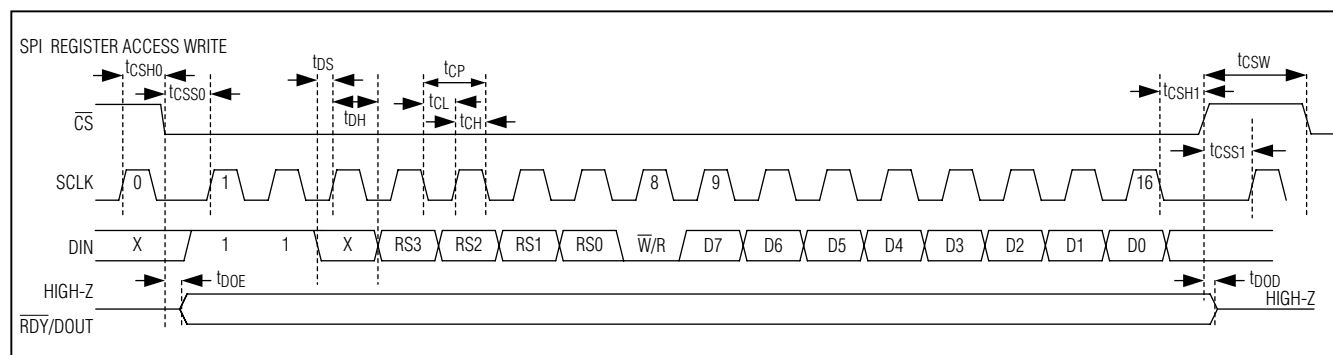 SPI REGISTER ACCESS WRITE
tCSH0
tDS
tCP
tCSW
tCSS0
tCL
tCSH1
tDH
tCH
C̅S̅
tCSS1
SCLK
0
1
8
9
16
DIN
X
1
1
X
RS3
RS2
RS1
RS0
W̅/R
D7
D6
D5
D4
D3
D2
D1
D0
tDOE
tDOD
HIGH-Z
HIGH-Z
R̅D̅Y̅/DOUT